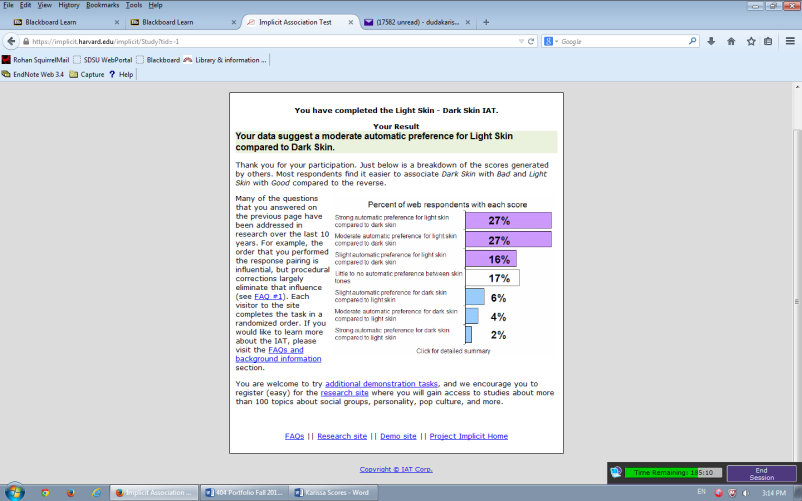 File Edit View History Bookmarks Tools Help
Blackboard Learn Blackboard Learn Implicit Association Test (17582 unread) - dudakaris...
https://implicit.harvard.edu/implicit/Study?tid=-1 Google
Rohan SquirrelMail SDSU WebPortal Blackboard Library & information ...
EndNote Web 3.4 Capture Help
You have completed the Light Skin - Dark Skin IAT.
Your Result
Your data suggest a moderate automatic preference for Light Skin
compared to Dark Skin.
Thank you for your participation. Just below is a breakdown of the scores generated
by others. Most respondents find it easier to associate Dark Skin with Bad and Light
Skin with Good compared to the reverse.
Many of the questions
that you answered on
the previous page have
been addressed in
research over the last 10
years. For example, the
order that you performed
the response pairing is
influential, but procedural
corrections largely
eliminate that influence
(see FAQ #1). Each
visitor to the site
completes the task in a
randomized order. If you
would like to learn more
about the IAT, please
visit the FAQs and
background information
section.
Percent of web respondents with each score
Strong automatic preference for light skin
compared to dark skin
27%
Moderate automatic preference for light skin
compared to dark skin
27%
Slight automatic preference for light skin
compared to dark skin
16%
Little to no automatic preference between skin
tones
17%
Slight automatic preference for dark skin
compared to light skin
6%
Moderate automatic preference for dark skin
compared to light skin
4%
Strong automatic preference for dark skin
compared to light skin
2%
Click for detailed summary
You are welcome to try additional demonstration tasks, and we encourage you to
register (easy) for the research site where you will gain access to studies about more
than 100 topics about social groups, personality, pop culture, and more.
FAQs || Research site || Demo site || Project Implicit Home
Copyright © IAT Corp.
Time Remaining: 185:10
End
Session
Implicit Association ... 404 Portfolio Fall 201... Karissa Scores - Word EN 3:14 PM